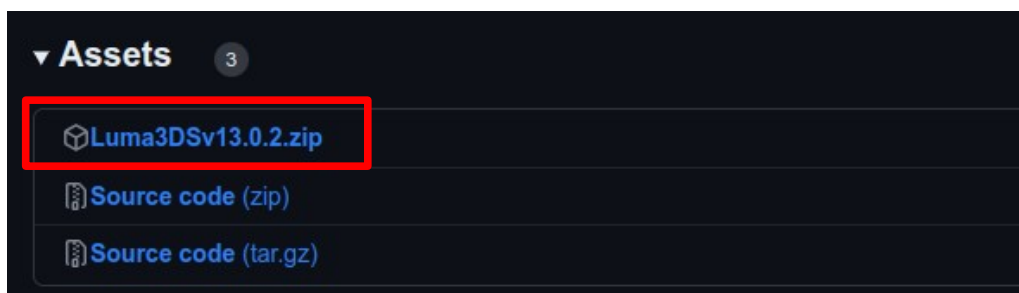 Assets 3
Luma3DSv13.0.2.zip
Source code (zip)
Source code (tar.gz)